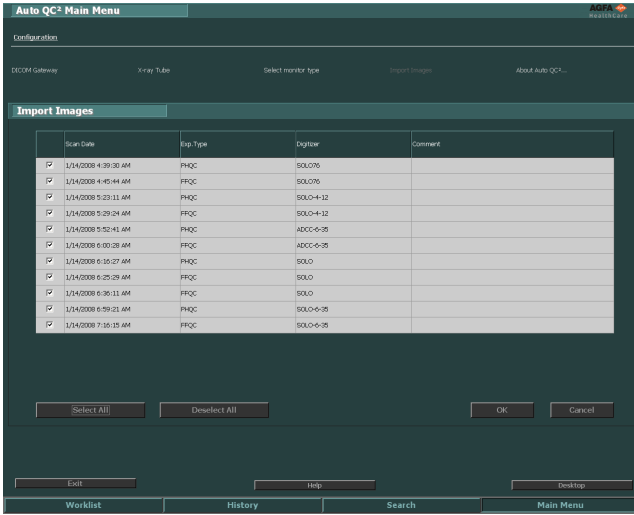 Auto QC² Main Menu
AGFA
HealthCare
Configuration
DICOM Gateway X-ray Tube Select monitor type Import Images About Auto QC²...
Import Images
Scan Date Exp.Type Digitizer Comment
1/14/2008 4:39:30 AM PHQC SOLO76
1/14/2008 4:45:44 AM FFQC SOLO76
1/14/2008 5:23:11 AM PHQC SOLO-4-12
1/14/2008 5:29:24 AM FFQC SOLO-4-12
1/14/2008 5:52:41 AM PHQC ADCC-6-35
1/14/2008 6:00:28 AM FFQC ADCC-6-35
1/14/2008 6:16:27 AM PHQC SOLO
1/14/2008 6:25:29 AM FFQC SOLO
1/14/2008 6:36:11 AM FFQC SOLO
1/14/2008 6:59:21 AM PHQC SOLO-6-35
1/14/2008 7:16:15 AM FFQC SOLO-6-35
Select All Deselect All OK Cancel
Exit Help Desktop
Worklist History Search Main Menu